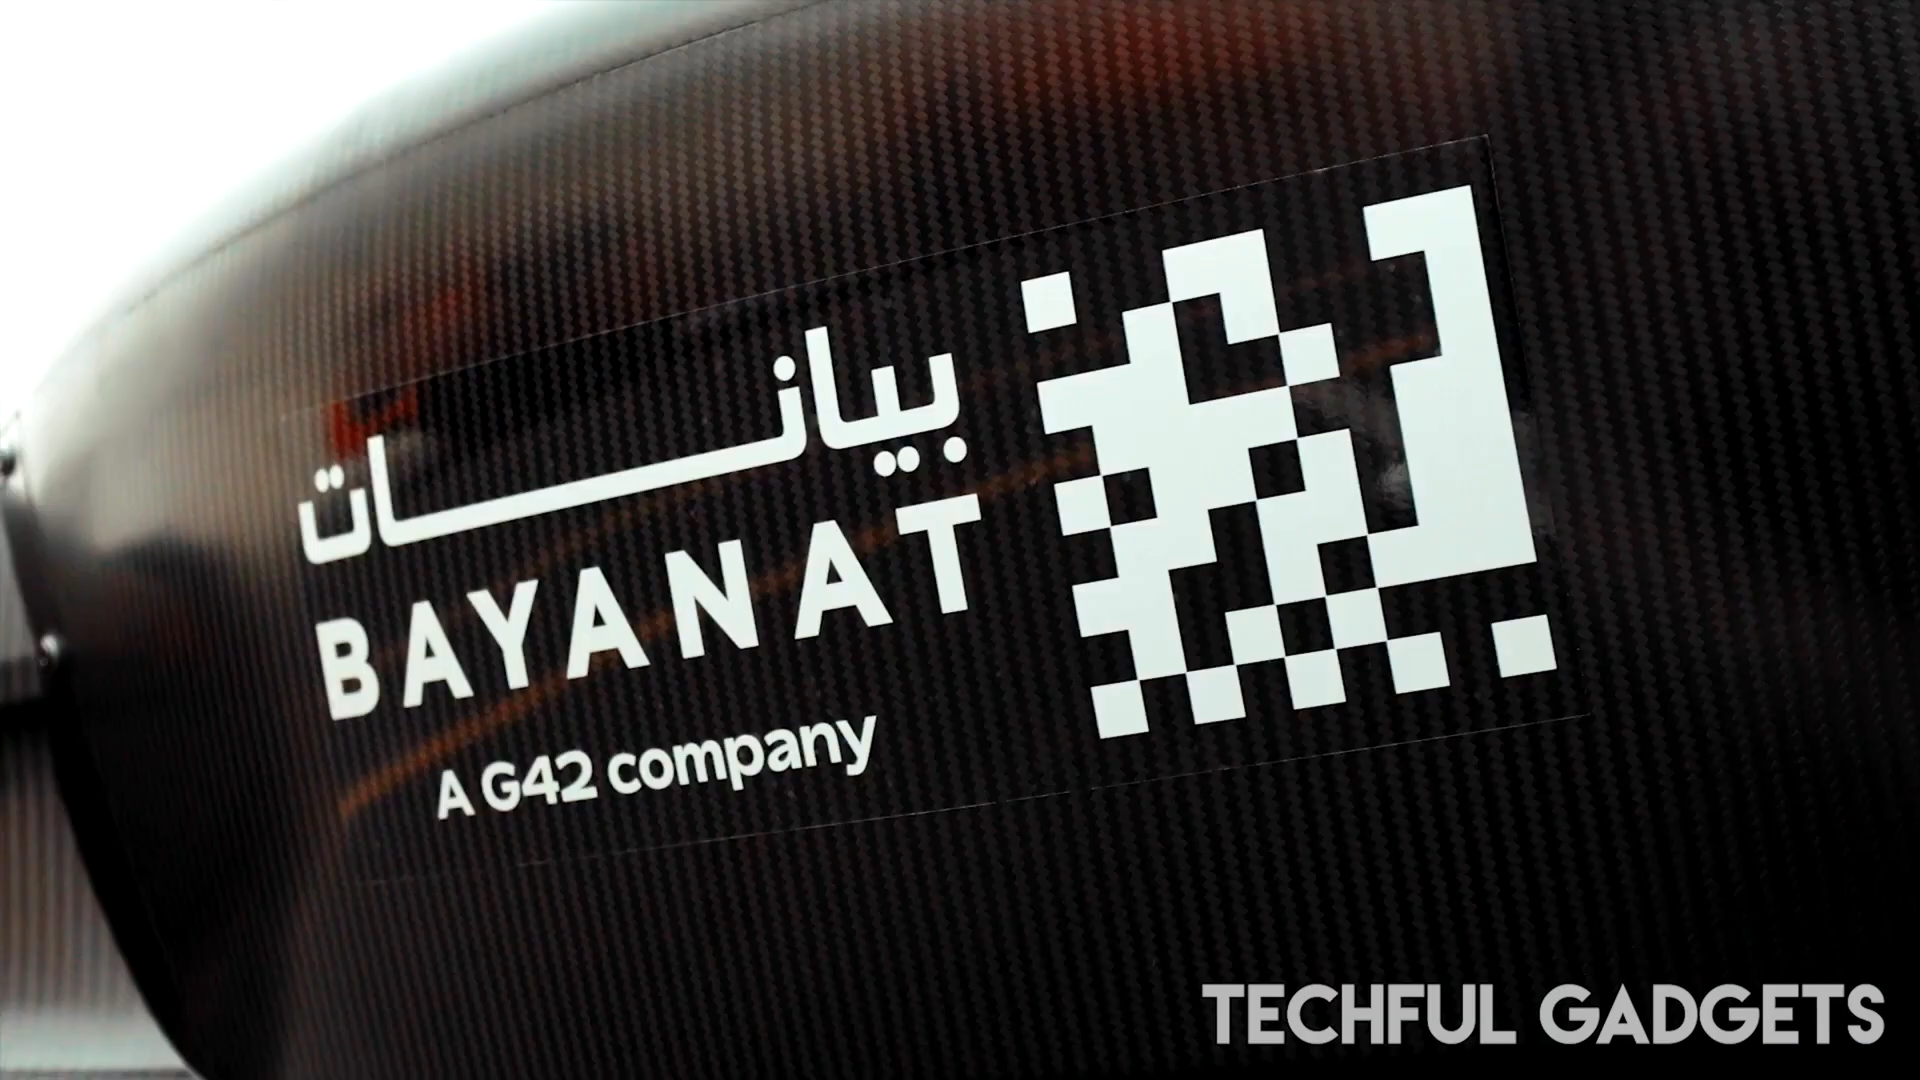 بيانات
BAYANAT
A G42 company
TECHFUL GADGETS